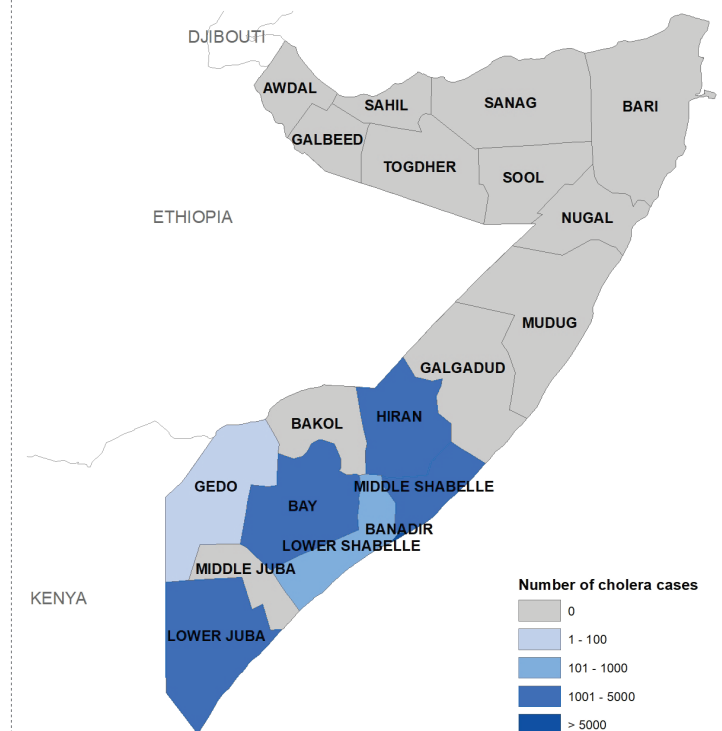 DJIBOUTI
AWDAL
SAHIL
SANAG
BARI
GALBEED
TOGDHER
SOOL
ETHIOPIA
NUGAL
MUDUG
GALGADUD
HIRAN
BAKOL
GEDO
MIDDLE SHABELLE
BAY
BANADIR
LOWER SHABELLE
MIDDLE JUBA
KENYA
LOWER JUBA
Number of cholera cases
0
1 - 100
101 - 1000
1001 - 5000
> 5000